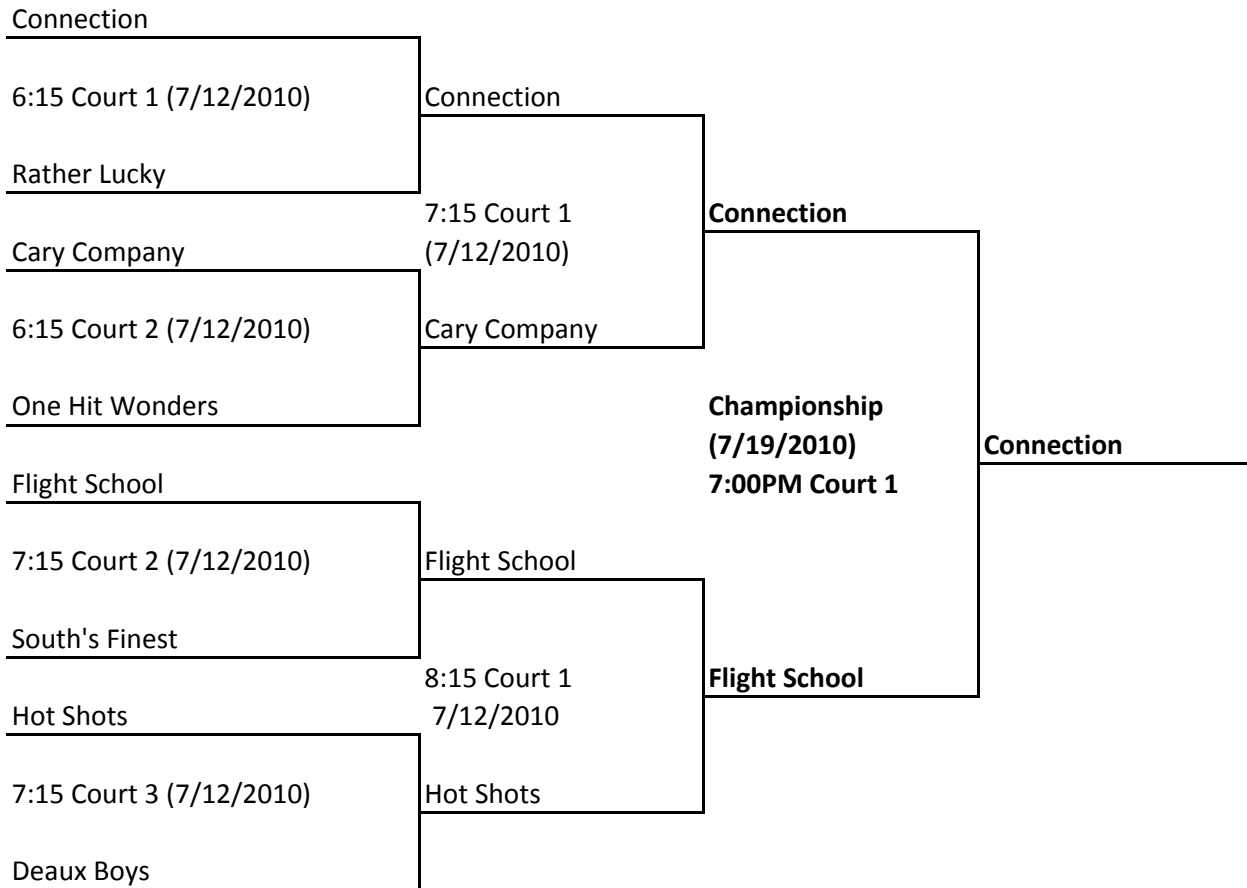 Connection
6:15 Court 1 (7/12/2010)
Connection
Rather Lucky
7:15 Court 1
(7/12/2010)
Connection
Cary Company
6:15 Court 2 (7/12/2010)
Cary Company
One Hit Wonders
Championship
(7/19/2010)
7:00PM Court 1
Connection
Flight School
7:15 Court 2 (7/12/2010)
Flight School
South's Finest
8:15 Court 1
7/12/2010
Flight School
Hot Shots
7:15 Court 3 (7/12/2010)
Hot Shots
Deaux Boys